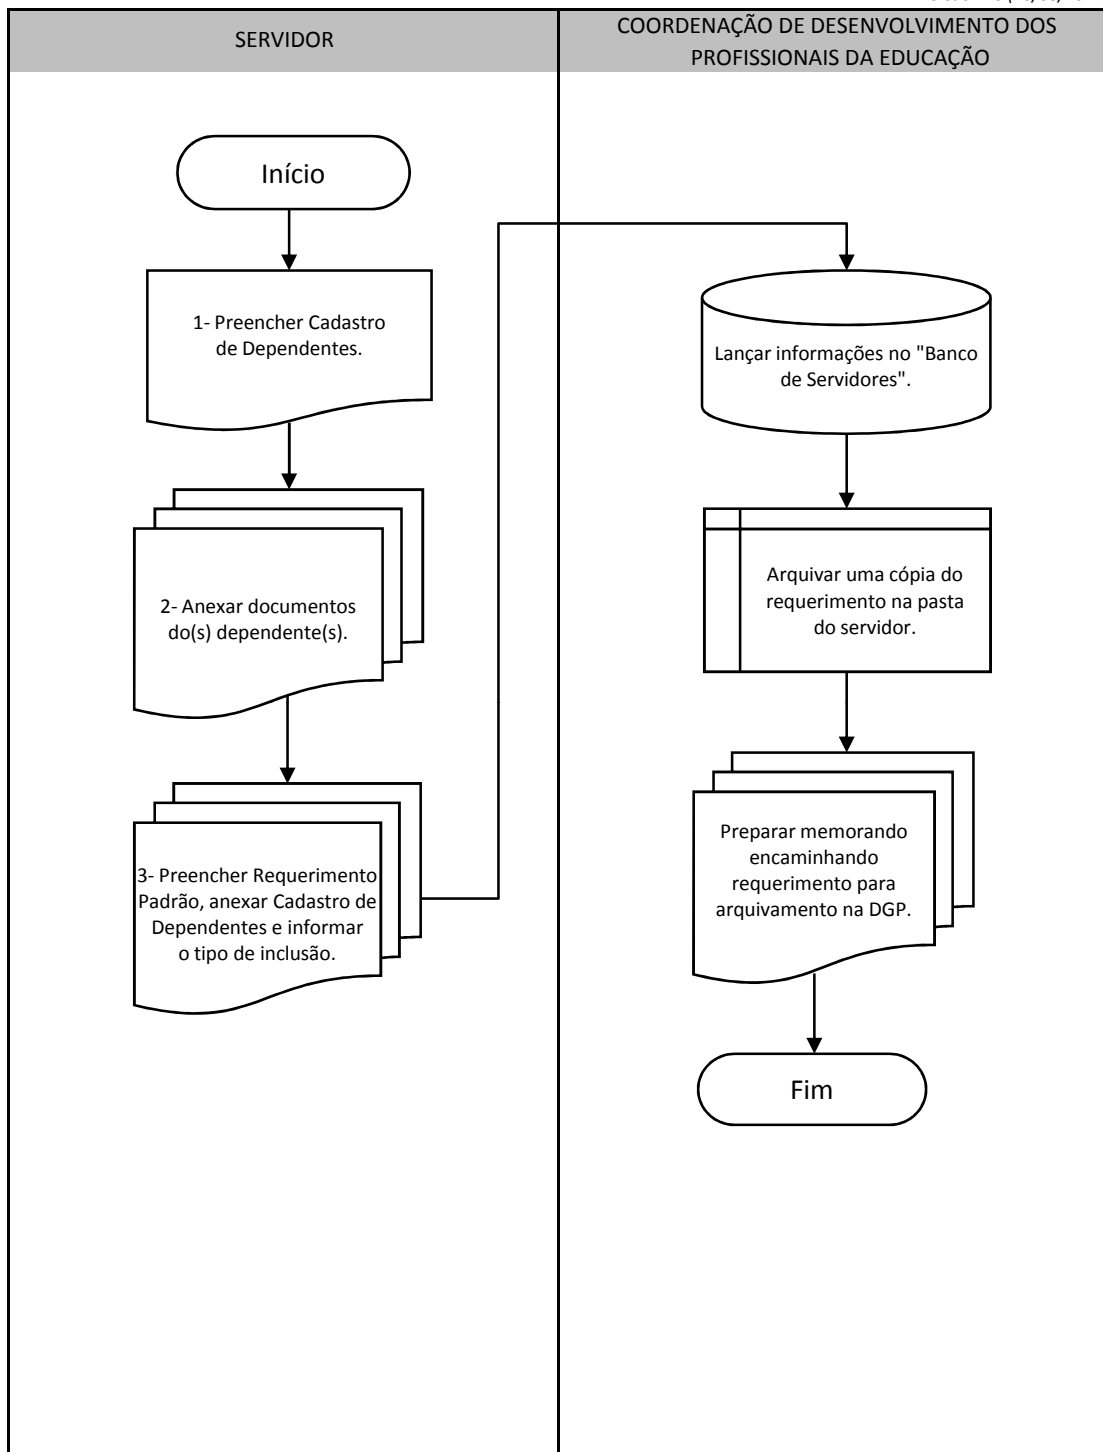 SERVIDOR
COORDENAÇÃO DE DESENVOLVIMENTO DOS
PROFISSIONAIS DA EDUCAÇÃO
Início
1- Preencher Cadastro
de Dependentes.
2- Anexar documentos
do(s) dependente(s).
3- Preencher Requerimento
Padrão, anexar Cadastro de
Dependentes e informar
o tipo de inclusão.
Lançar informações no "Banco
de Servidores".
Arquivar uma cópia do
requerimento na pasta
do servidor.
Preparar memorando
encaminhando
requerimento para
arquivamento na DGP.
Fim